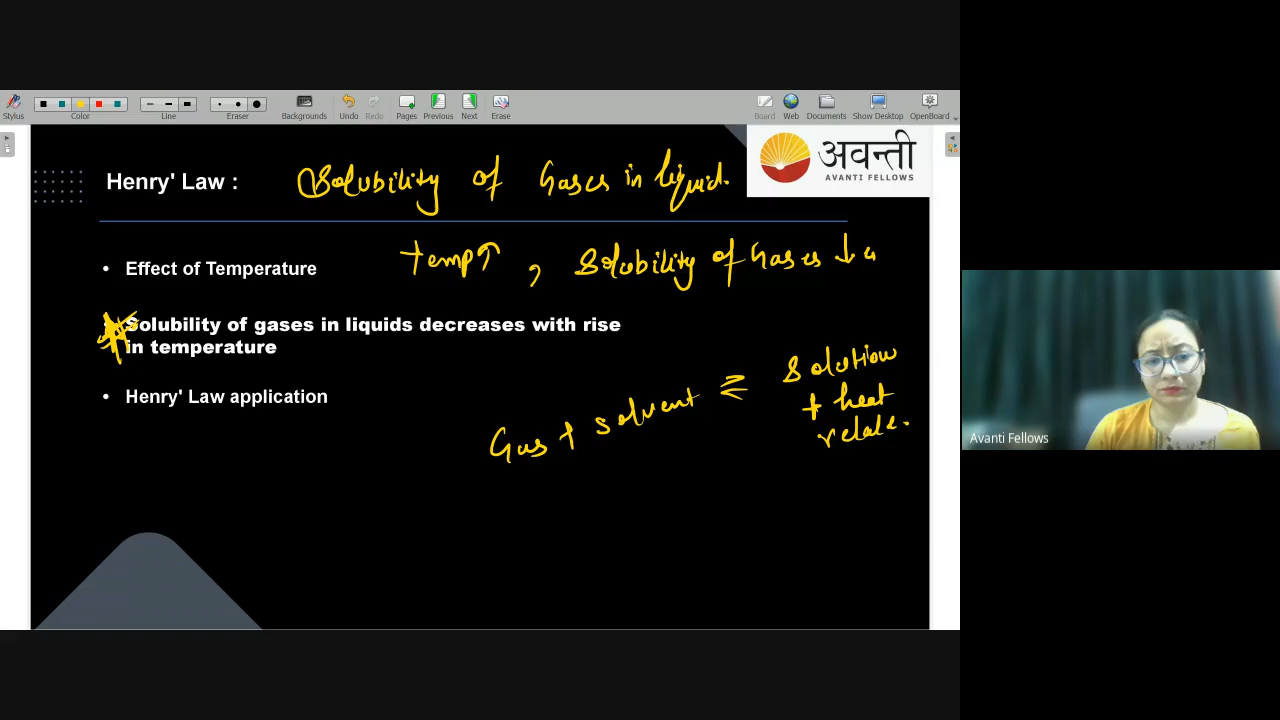 Stylus
Color
Line
Eraser
Backgrounds
Undo
Redo
Pages
Previous
Next
Erase
Board
Web
Documents
Show Desktop
OpenBoard
अवन्ती
AVANTI FELLOWS
Henry' Law : Solubility of Gases in liquid.
• Effect of Temperature
temp↑, Solubility of Gases ↓
• Solubility of gases in liquids decreases with rise
in temperature
• Henry' Law application
Gas + solvent ⇌ Solution
+ heat
relate.
Avanti Fellows